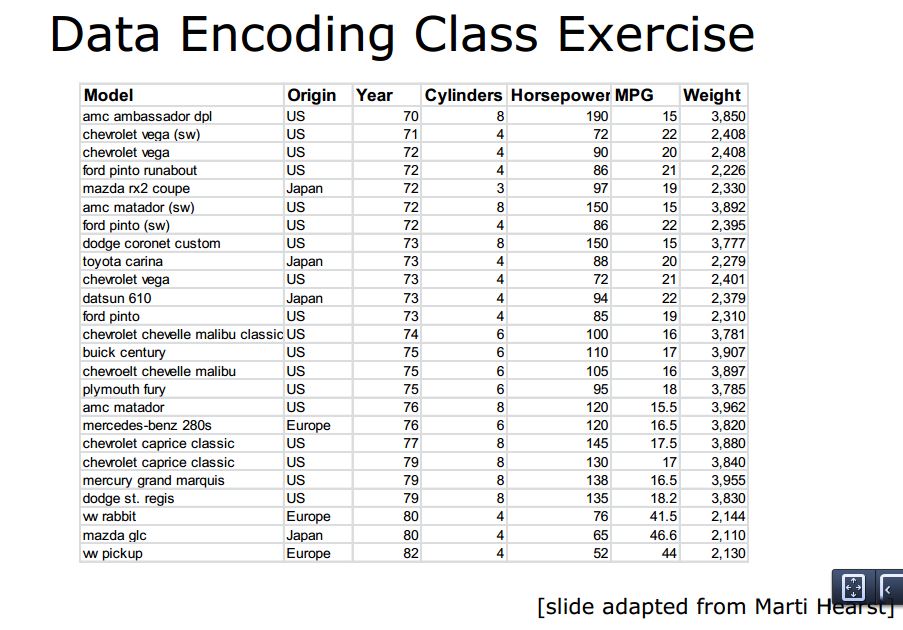 Data Encoding Class Exercise
Model Origin Year Cylinders Horsepower MPG Weight
amc ambassador dpl US 70 8 190 15 3,850
chevrolet vega (sw) US 71 4 72 22 2,408
chevrolet vega US 72 4 90 20 2,408
ford pinto runabout US 72 4 86 21 2,226
mazda rx2 coupe Japan 72 3 97 19 2,330
amc matador (sw) US 72 8 150 15 3,892
ford pinto (sw) US 72 4 86 22 2,395
dodge coronet custom US 73 8 150 15 3,777
toyota carina Japan 73 4 88 20 2,279
chevrolet vega US 73 4 72 21 2,401
datsun 610 Japan 73 4 94 22 2,379
ford pinto US 73 4 85 19 2,310
chevrolet chevelle malibu classic US 74 6 100 16 3,781
buick century US 75 6 110 17 3,907
chevroelt chevelle malibu US 75 6 105 16 3,897
plymouth fury US 75 6 95 18 3,785
amc matador US 76 8 120 15.5 3,962
mercedes-benz 280s Europe 76 6 120 16.5 3,820
chevrolet caprice classic US 77 8 145 17.5 3,880
chevrolet caprice classic US 79 8 130 17 3,840
mercury grand marquis US 79 8 138 16.5 3,955
dodge st. regis US 79 8 135 18.2 3,830
vw rabbit Europe 80 4 76 41.5 2,144
mazda glc Japan 80 4 65 46.6 2,110
vw pickup Europe 82 4 52 44 2,130
[slide adapted from Marti Hearst]